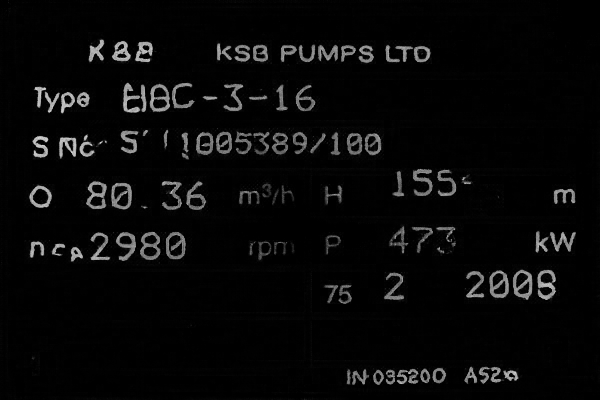 KSB KSB PUMPS LTD
Type HGC-3-16
S No 1005389/100
Q 80.36 m³/h H 155 m
n 2980 rpm P 473 kW
75 2 2008
IN 035200 A52